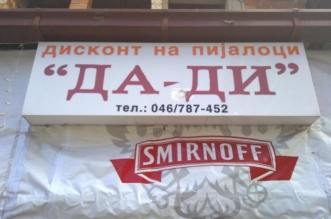 дисконт на пијалоци
“ДА-ДИ”
тел.: 046/787-452
SMIRNOFF